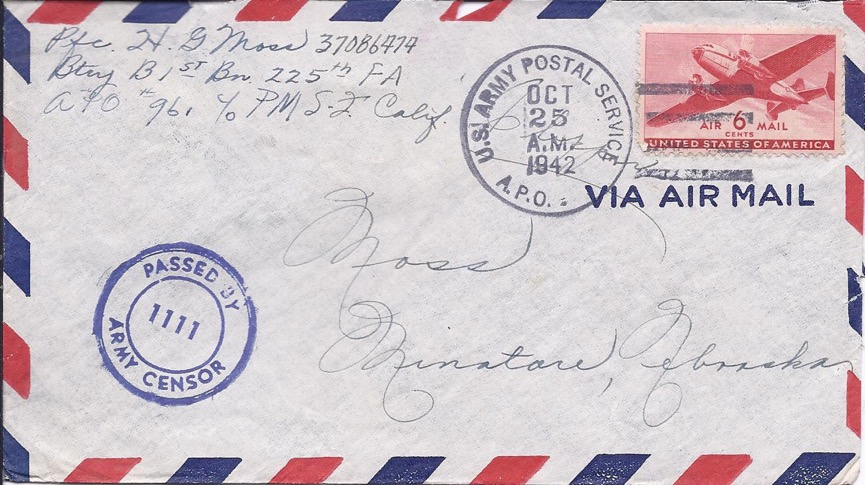 Pfc. H. G Moss 37086474
Btry B 1ST Bn. 225th FA
APO # 961 c/o PM S-F Calif.
U.S. ARMY POSTAL SERVICE
OCT
25
A.M.
1942
A.P.O.
AIR 6 MAIL
CENTS
UNITED STATES OF AMERICA
VIA AIR MAIL
PASSED BY
1111
ARMY CENSOR
Moss
Minatare, Nebraska